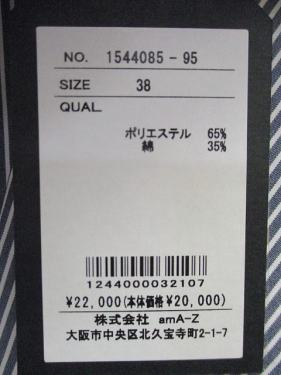 NO. 1544085-95
SIZE 38
QUAL
ポリエステル 65%
綿 35%
1244000032107
¥22,000(本体価格¥20,000)
株式会社 amA-Z
大阪市中央区北久宝寺町2-1-7